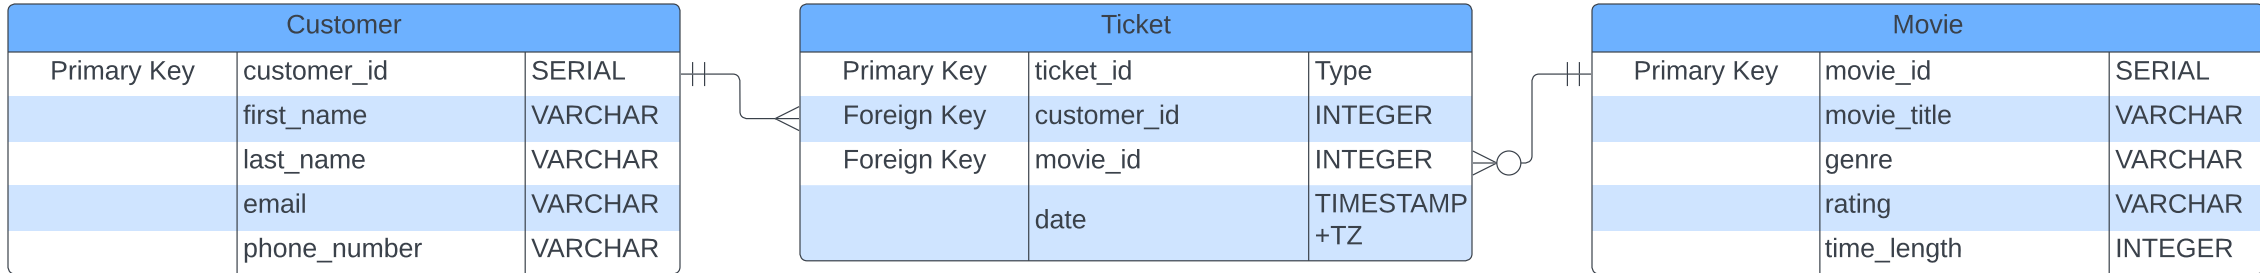 Customer
Primary Key customer_id SERIAL
first_name VARCHAR
last_name VARCHAR
email VARCHAR
phone_number VARCHAR
Ticket
Primary Key ticket_id Type
Foreign Key customer_id INTEGER
Foreign Key movie_id INTEGER
date TIMESTAMP
+TZ
Movie
Primary Key movie_id SERIAL
movie_title VARCHAR
genre VARCHAR
rating VARCHAR
time_length INTEGER